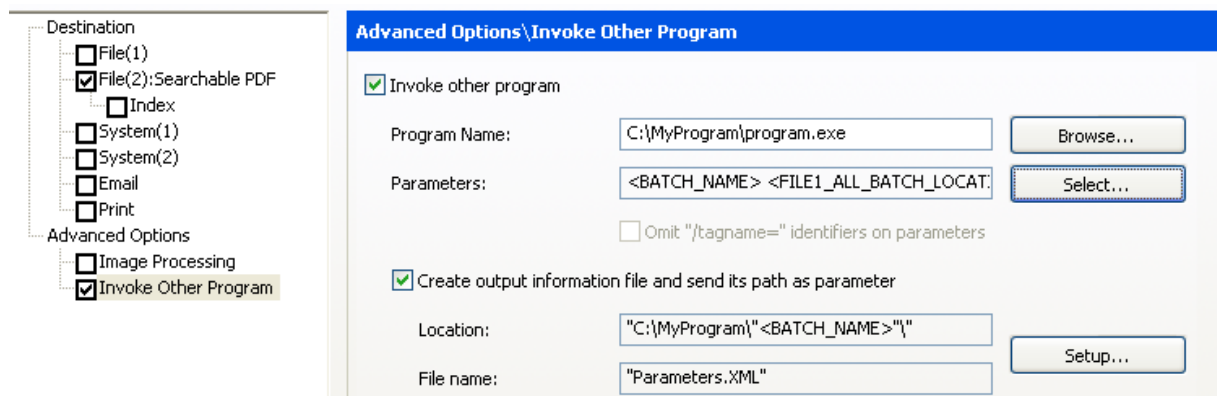 Destination
File(1)
File(2):Searchable PDF
Index
System(1)
System(2)
Email
Print
Advanced Options
Image Processing
Invoke Other Program
Advanced Options\Invoke Other Program
Invoke other program
Program Name: C:\MyProgram\program.exe Browse...
Parameters: <BATCH_NAME> <FILE1_ALL_BATCH_LOCAT Select...
Omit "/tagname=" identifiers on parameters
Create output information file and send its path as parameter
Location: "C:\MyProgram\"<BATCH_NAME>"\"
Setup...
File name: "Parameters.XML"